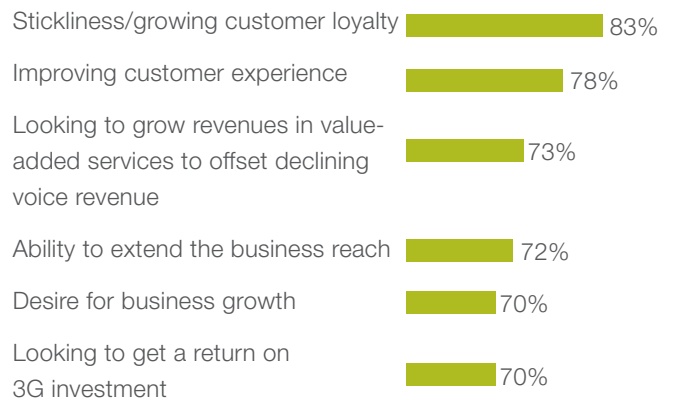 Stickliness/growing customer loyalty 83%
Improving customer experience 78%
Looking to grow revenues in value-
added services to offset declining 73%
voice revenue
Ability to extend the business reach 72%
Desire for business growth 70%
Looking to get a return on
3G investment 70%